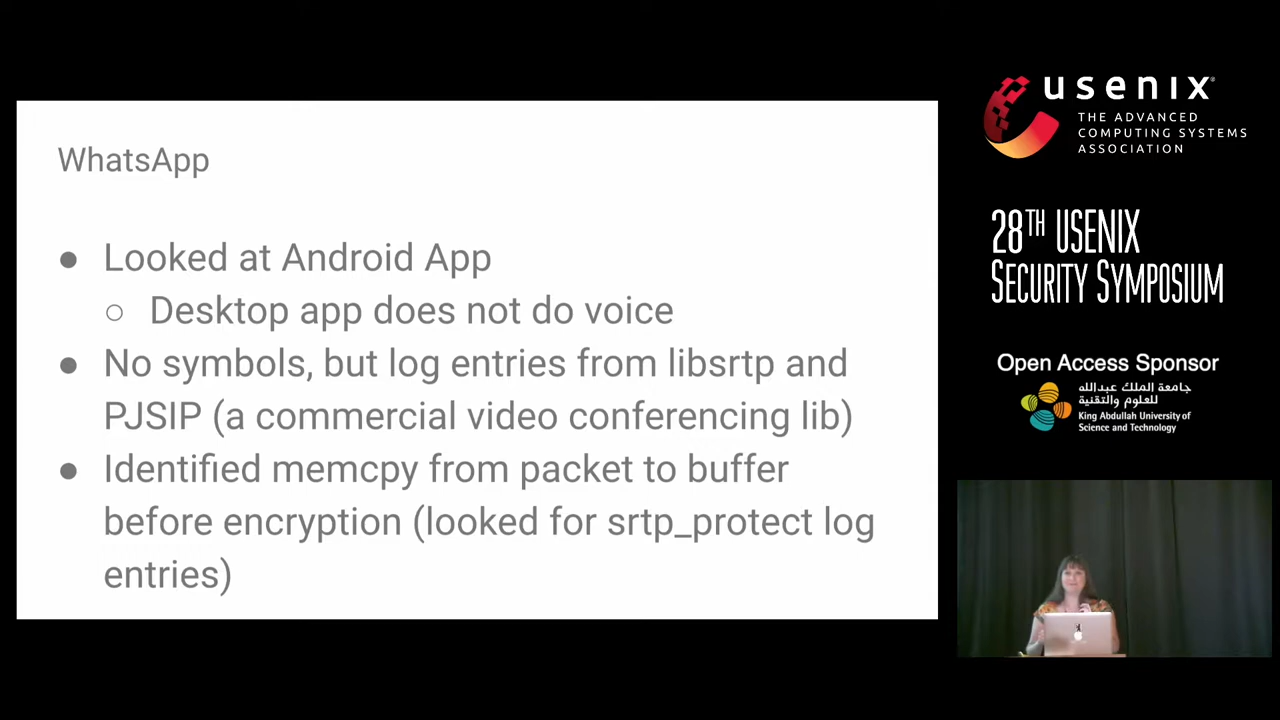 WhatsApp
● Looked at Android App
○ Desktop app does not do voice
● No symbols, but log entries from libsrtp and
PJSIP (a commercial video conferencing lib)
● Identified memcpy from packet to buffer
before encryption (looked for srtp_protect log
entries)
usenix®
THE ADVANCED
COMPUTING SYSTEMS
ASSOCIATION
28TH USENIX
SECURITY SYMPOSIUM
Open Access Sponsor
جامعة الملك عبدالله
للعلوم والتقنية
King Abdullah University of
Science and Technology